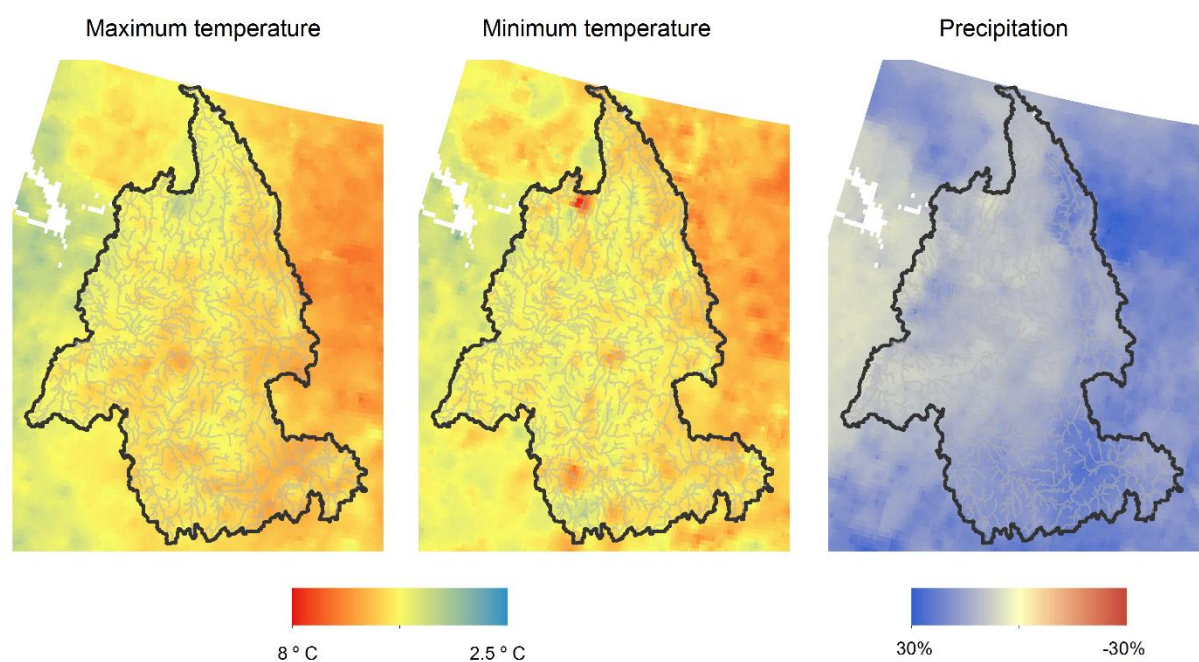 Maximum temperature
Minimum temperature
Precipitation
8 º C
2.5 º C
30%
-30%